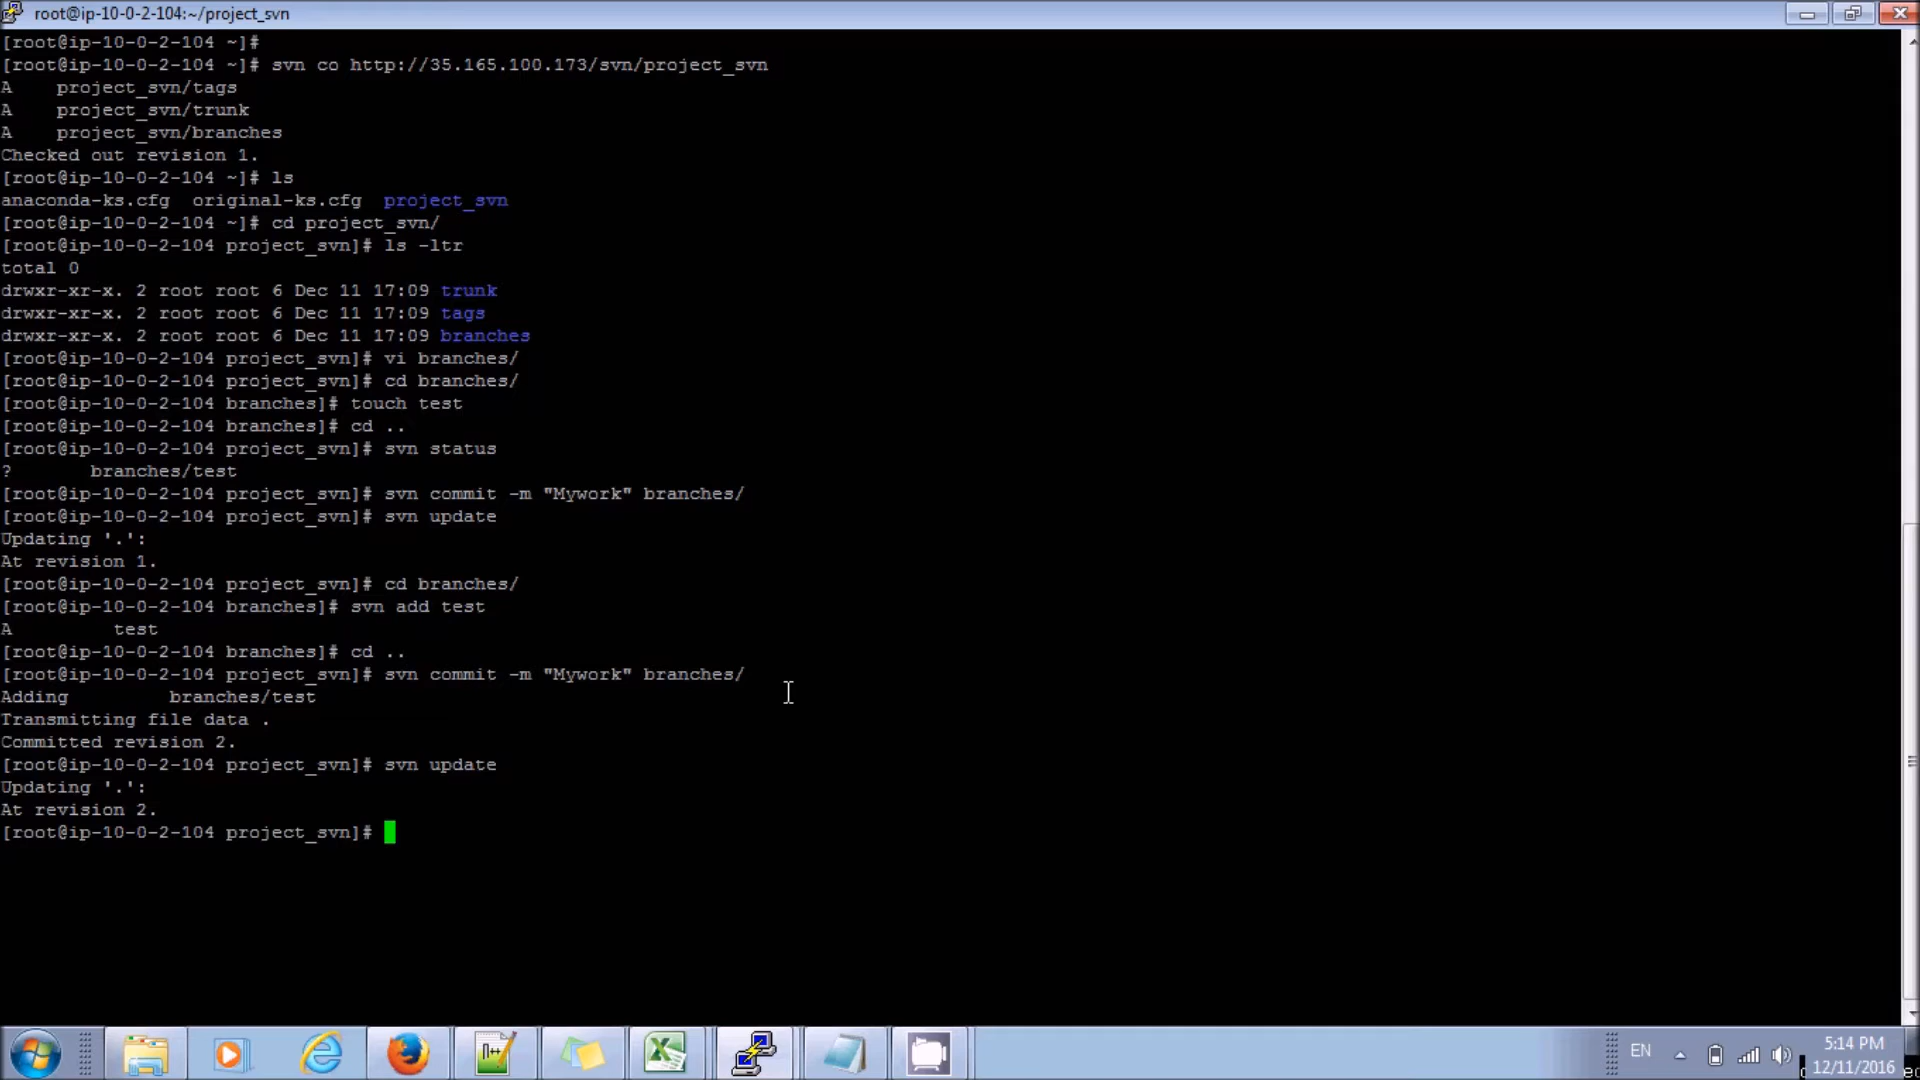 root@ip-10-0-2-104:~/project_svn
[root@ip-10-0-2-104 ~]#
[root@ip-10-0-2-104 ~]# svn co http://35.165.100.173/svn/project_svn
A    project_svn/tags
A    project_svn/trunk
A    project_svn/branches
Checked out revision 1.
[root@ip-10-0-2-104 ~]# ls
anaconda-ks.cfg  original-ks.cfg  project_svn
[root@ip-10-0-2-104 ~]# cd project_svn/
[root@ip-10-0-2-104 project_svn]# ls -ltr
total 0
drwxr-xr-x. 2 root root 6 Dec 11 17:09 trunk
drwxr-xr-x. 2 root root 6 Dec 11 17:09 tags
drwxr-xr-x. 2 root root 6 Dec 11 17:09 branches
[root@ip-10-0-2-104 project_svn]# vi branches/
[root@ip-10-0-2-104 project_svn]# cd branches/
[root@ip-10-0-2-104 branches]# touch test
[root@ip-10-0-2-104 branches]# cd ..
[root@ip-10-0-2-104 project_svn]# svn status
?       branches/test
[root@ip-10-0-2-104 project_svn]# svn commit -m "Mywork" branches/
[root@ip-10-0-2-104 project_svn]# svn update
Updating '.':
At revision 1.
[root@ip-10-0-2-104 project_svn]# cd branches/
[root@ip-10-0-2-104 branches]# svn add test
A         test
[root@ip-10-0-2-104 branches]# cd ..
[root@ip-10-0-2-104 project_svn]# svn commit -m "Mywork" branches/
Adding         branches/test
Transmitting file data .
Committed revision 2.
[root@ip-10-0-2-104 project_svn]# svn update
Updating '.':
At revision 2.
[root@ip-10-0-2-104 project_svn]#
EN
5:14 PM
12/11/2016